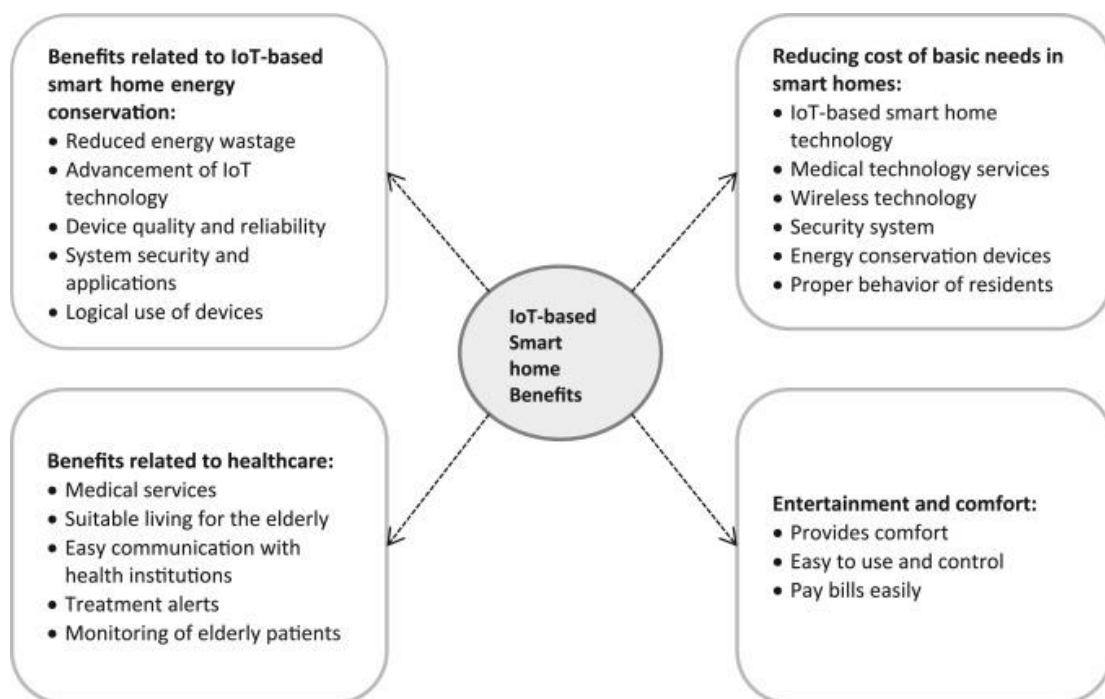 Benefits related to IoT-based
smart home energy
conservation:
• Reduced energy wastage
• Advancement of IoT
technology
• Device quality and reliability
• System security and
applications
• Logical use of devices
Reducing cost of basic needs in
smart homes:
• IoT-based smart home
technology
• Medical technology services
• Wireless technology
• Security system
• Energy conservation devices
• Proper behavior of residents
IoT-based
Smart
home
Benefits
Benefits related to healthcare:
• Medical services
• Suitable living for the elderly
• Easy communication with
health institutions
• Treatment alerts
• Monitoring of elderly patients
Entertainment and comfort:
• Provides comfort
• Easy to use and control
• Pay bills easily